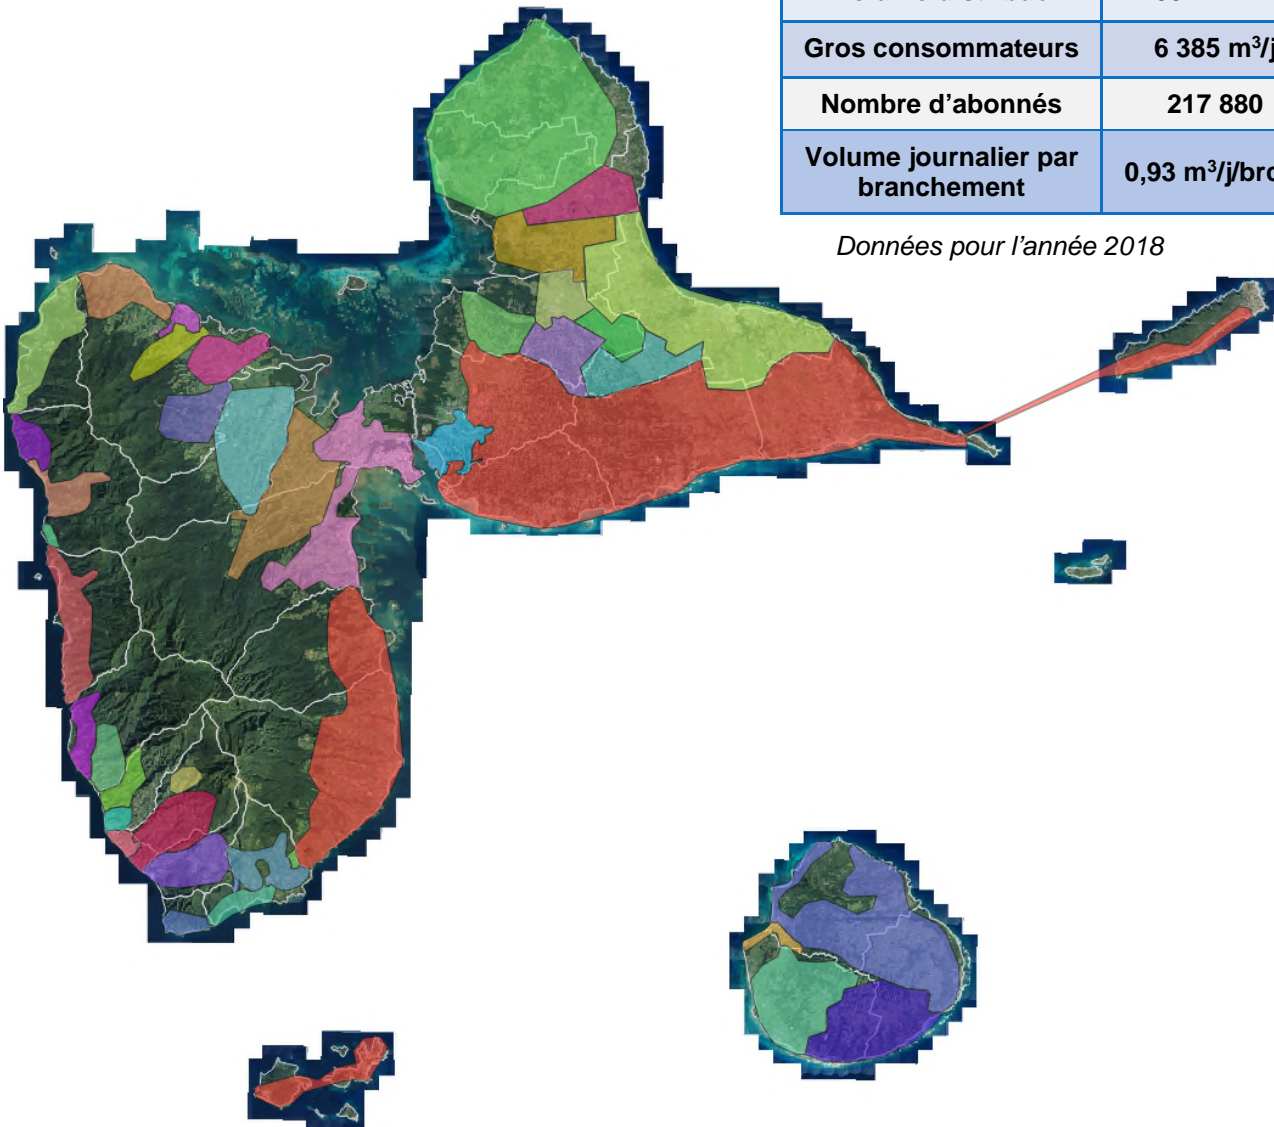 Gros consommateurs 6 385 m³/j
Nombre d'abonnés 217 880
Volume journalier par
branchement 0,93 m³/j/bro
Données pour l'année 2018